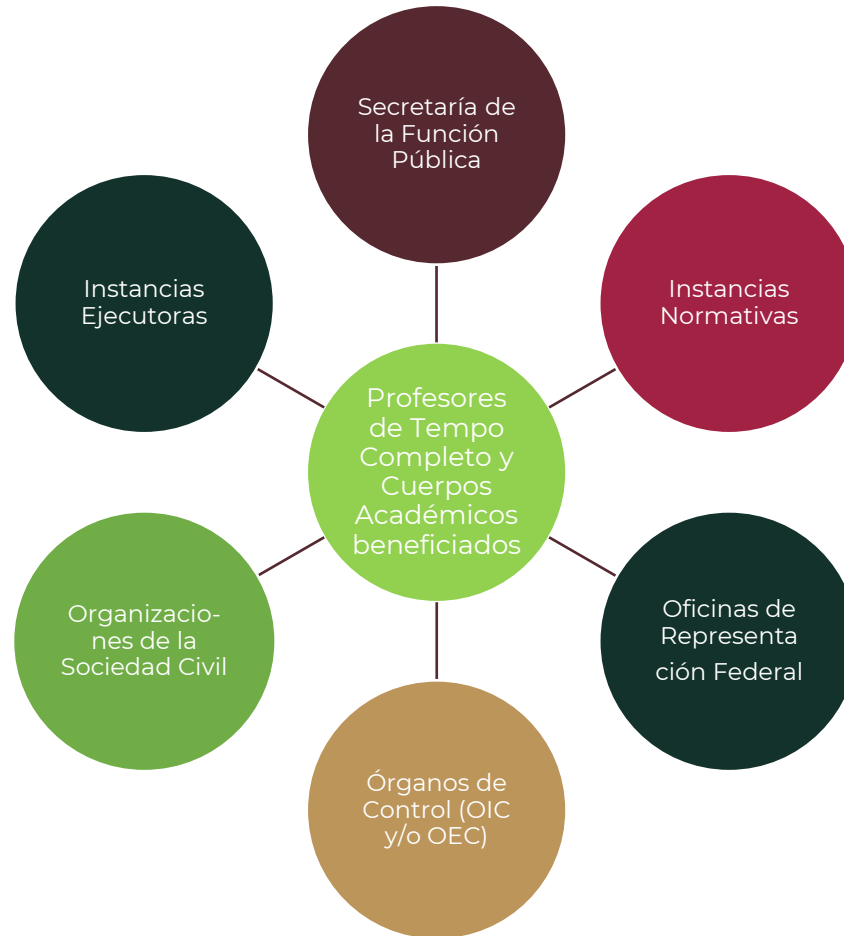 Secretaría de
la Función
Pública
Instancias
Ejecutoras
Instancias
Normativas
Profesores
de Tempo
Completo y
Cuerpos
Académicos
beneficiados
Organizacio-
nes de la
Sociedad Civil
Oficinas de
Representa
ción Federal
Órganos de
Control (OIC
y/o OEC)